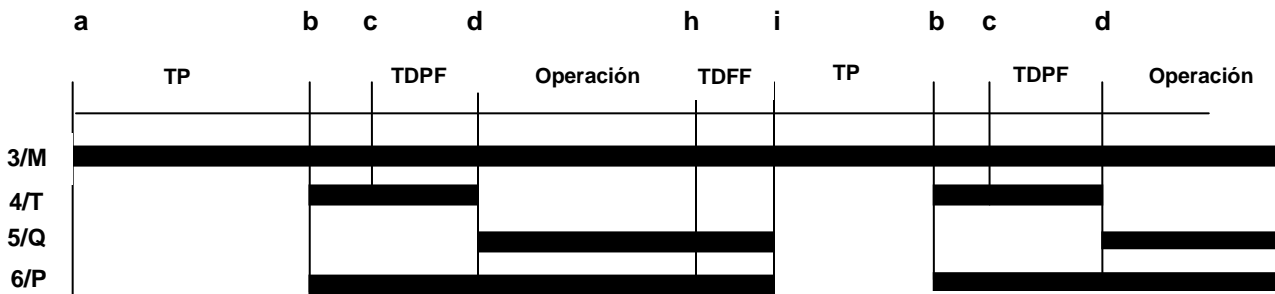 a b c d h i b c d
TP TDPF Operación TDFF TP TDPF Operación
3/M
4/T
5/Q
6/P